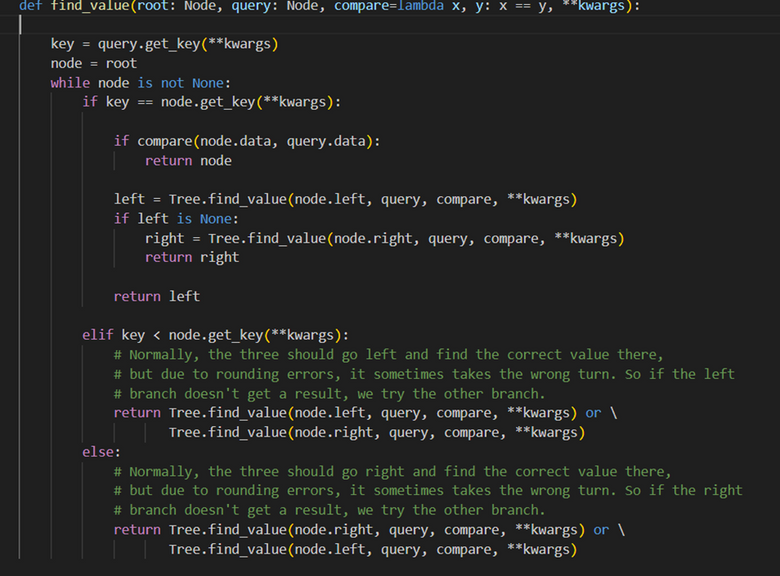 def find_value(root: Node, query: Node, compare=lambda x, y: x == y, **kwargs):
key = query.get_key(**kwargs)
node = root
while node is not None:
if key == node.get_key(**kwargs):
if compare(node.data, query.data):
return node
left = Tree.find_value(node.left, query, compare, **kwargs)
if left is None:
right = Tree.find_value(node.right, query, compare, **kwargs)
return right
return left
elif key < node.get_key(**kwargs):
# Normally, the three should go left and find the correct value there,
# but due to rounding errors, it sometimes takes the wrong turn. So if the left
# branch doesn't get a result, we try the other branch.
return Tree.find_value(node.left, query, compare, **kwargs) or \
Tree.find_value(node.right, query, compare, **kwargs)
else:
# Normally, the three should go right and find the correct value there,
# but due to rounding errors, it sometimes takes the wrong turn. So if the right
# branch doesn't get a result, we try the other branch.
return Tree.find_value(node.right, query, compare, **kwargs) or \
Tree.find_value(node.left, query, compare, **kwargs)